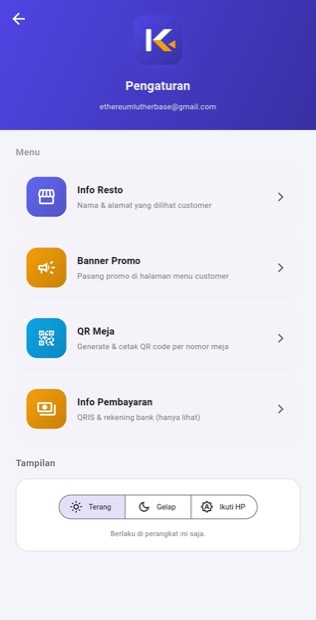 K
Pengaturan
ethereumlutherbase@gmail.com
Menu
Info Resto
Nama & alamat yang dilihat customer
Banner Promo
Pasang promo di halaman menu customer
QR Meja
Generate & cetak QR code per nomor meja
Info Pembayaran
QRIS & rekening bank (hanya lihat)
Tampilan
Terang
Gelap
A
Ikuti HP
Berlaku di perangkat ini saja.